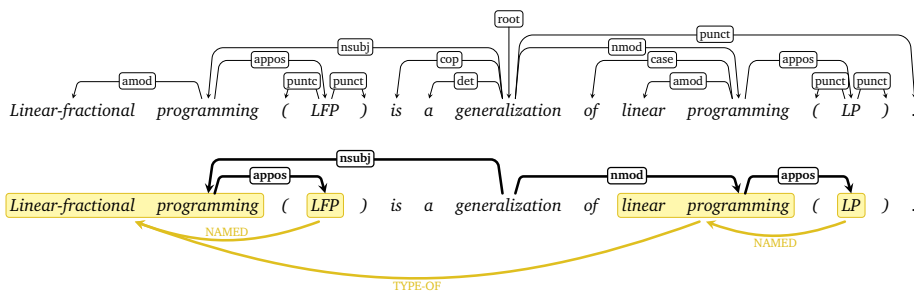 root
nsubj punct
nmod
appos cop case appos
amod puntc punct det amod punct punct
Linear-fractional programming ( LFP ) is a generalization of linear programming ( LP ) .
nsubj
appos nmod appos
Linear-fractional programming ( LFP ) is a generalization of linear programming ( LP ) .
NAMED NAMED
TYPE-OF